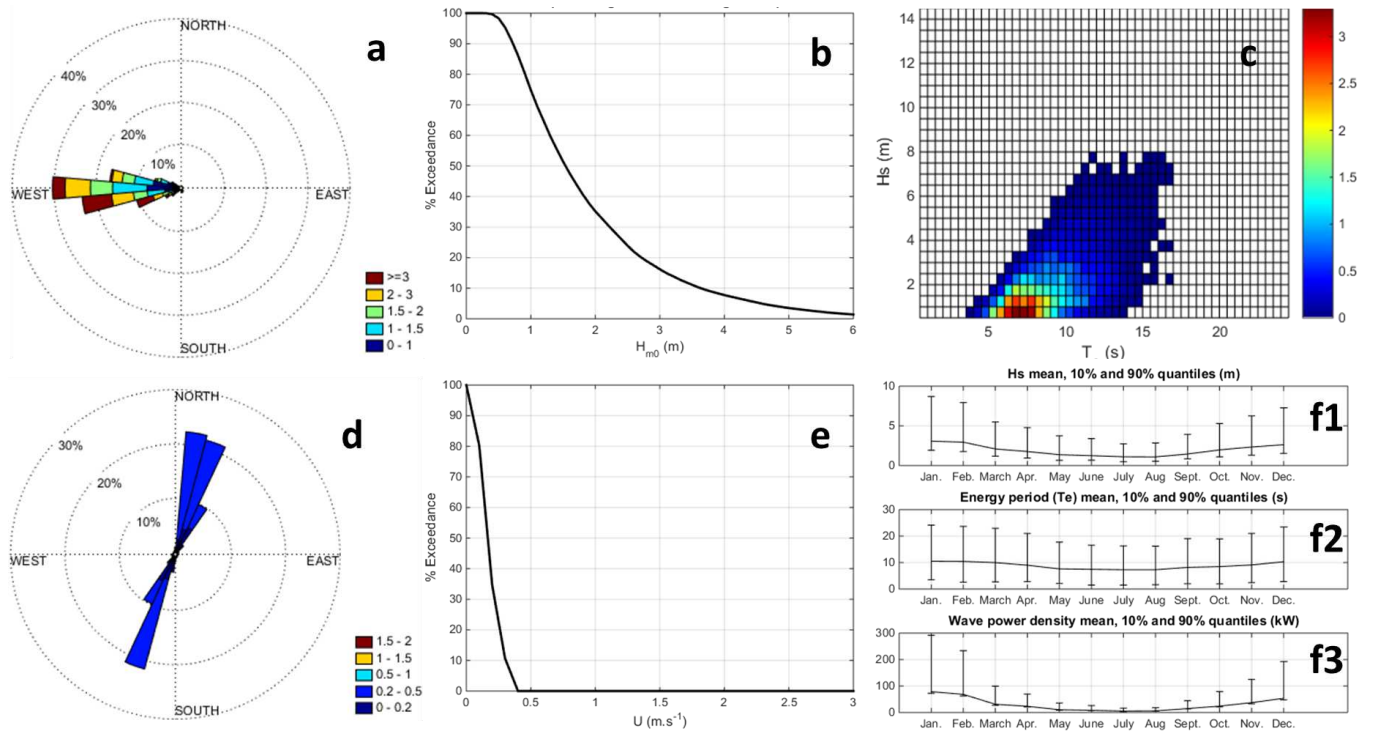 NORTH
a
40%
30%
20%
10%
WEST
EAST
SOUTH
>=3
2 - 3
1.5 - 2
1 - 1.5
0 - 1
b
% Exceedance
100
90
80
70
60
50
40
30
20
10
0
0 1 2 3 4 5 6
Hm0 (m)
c
Hs (m)
14
12
10
8
6
4
2
5 10 15 20
(s)
3
2.5
2
1.5
1
0.5
0
NORTH
d
30%
20%
10%
WEST
EAST
SOUTH
1.5 - 2
1 - 1.5
0.5 - 1
0.2 - 0.5
0 - 0.2
e
% Exceedance
100
90
80
70
60
50
40
30
20
10
0
0 0.5 1 1.5 2 2.5 3
U (m.s-1)
Hs mean, 10% and 90% quantiles (m)
f1
10
5
0
Jan. Feb. March Apr. May June July Aug Sept. Oct. Nov. Dec.
Energy period (Te) mean, 10% and 90% quantiles (s)
f2
30
20
10
0
Jan. Feb. March Apr. May June July Aug Sept. Oct. Nov. Dec.
Wave power density mean, 10% and 90% quantiles (kW)
f3
300
200
100
0
Jan. Feb. March Apr. May June July Aug Sept. Oct. Nov. Dec.